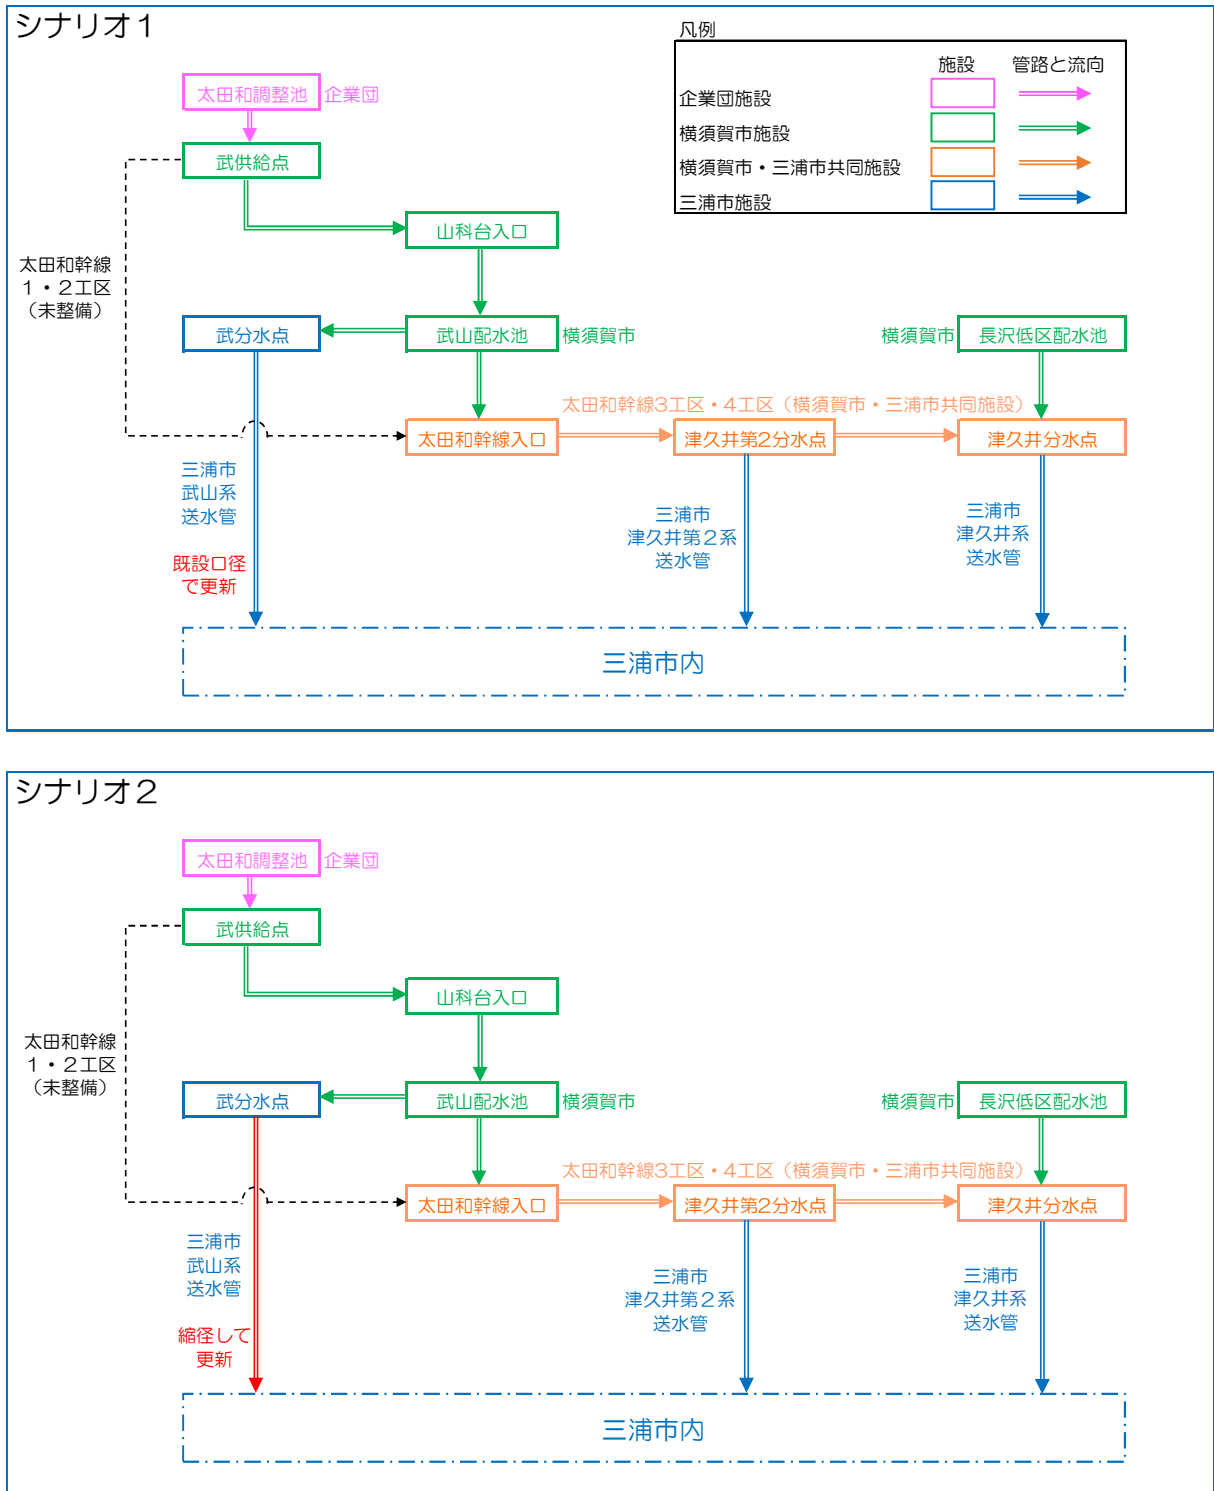 シナリオ１
凡例
施設
管路と流向
企業団施設
横須賀市施設
横須賀市・三浦市共同施設
三浦市施設
太田和調整池
企業団
武供給点
山科台入口
太田和幹線
１・２工区
（未整備）
武分水点
武山配水池
横須賀市
横須賀市
長沢低区配水池
太田和幹線3工区・4工区（横須賀市・三浦市共同施設）
太田和幹線入口
津久井第2分水点
津久井分水点
三浦市
武山系
送水管
既設口径
で更新
三浦市
津久井第２系
送水管
三浦市
津久井系
送水管
三浦市内
シナリオ２
太田和調整池
企業団
武供給点
山科台入口
太田和幹線
１・２工区
（未整備）
武分水点
武山配水池
横須賀市
横須賀市
長沢低区配水池
太田和幹線3工区・4工区（横須賀市・三浦市共同施設）
太田和幹線入口
津久井第2分水点
津久井分水点
三浦市
武山系
送水管
縮径して
更新
三浦市
津久井第２系
送水管
三浦市
津久井系
送水管
三浦市内